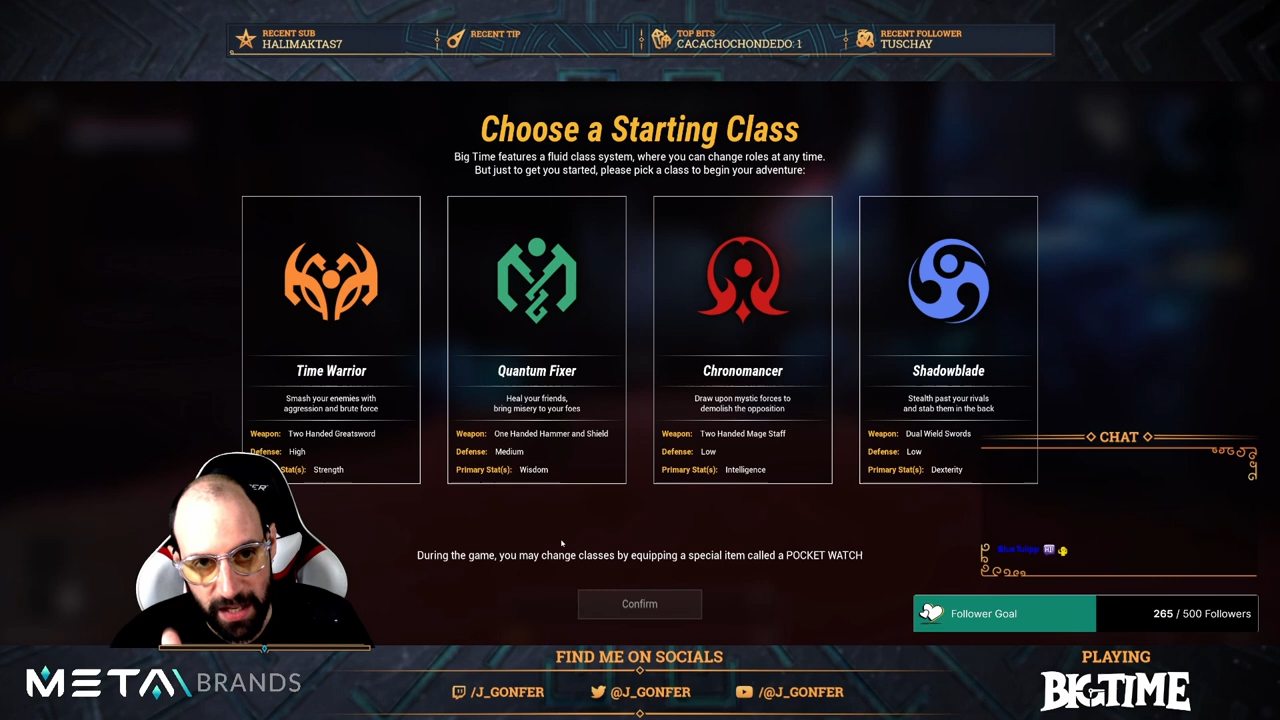 RECENT SUB
HALIMAKTAS7
RECENT TIP
TOP BITS
CACACHOCHONDEDO: 1
RECENT FOLLOWER
TUSCHAY
Choose a Starting Class
Big Time features a fluid class system, where you can change roles at any time.
But just to get you started, please pick a class to begin your adventure:
Time Warrior
Smash your enemies with
aggression and brute force
Weapon: Two Handed Greatsword
Defense: High
Stat(s): Strength
Quantum Fixer
Heal your friends,
bring misery to your foes
Weapon: One Handed Hammer and Shield
Defense: Medium
Primary Stat(s): Wisdom
Chronomancer
Draw upon mystic forces to
demolish the opposition
Weapon: Two Handed Mage Staff
Defense: Low
Primary Stat(s): Intelligence
Shadowblade
Stealth past your rivals
and stab them in the back
Weapon: Dual Wield Swords
Defense: Low
Primary Stat(s): Dexterity
CHAT
During the game, you may change classes by equipping a special item called a POCKET WATCH
Confirm
Follower Goal
265 / 500 Followers
META BRANDS
FIND ME ON SOCIALS
/J_GONFER
@J_GONFER
/@J_GONFER
PLAYING
BIGTIME